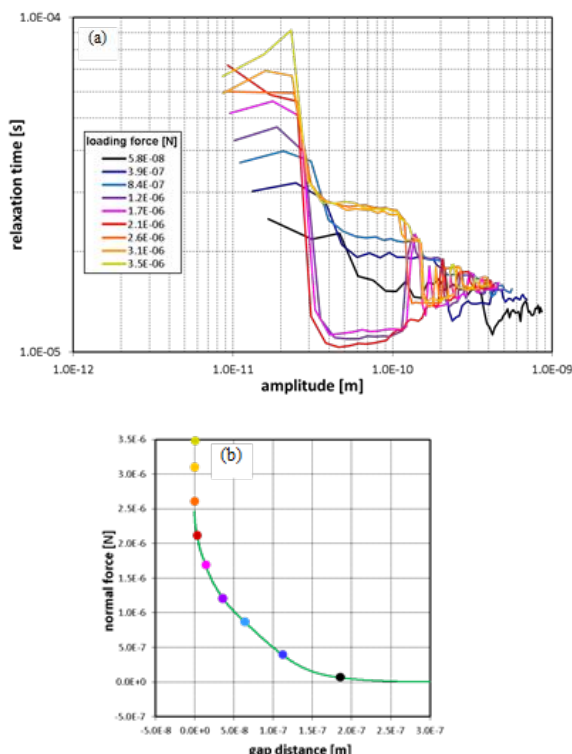 1.0E-04
(a)
relaxation time [s]
loading force [N]
5.8E-08
3.9E-07
8.4E-07
1.2E-06
1.7E-06
2.1E-06
2.6E-06
3.1E-06
3.5E-06
1.0E-05
1.0E-12 1.0E-11 1.0E-10 1.0E-09
amplitude [m]
(b)
3.5E-6
3.0E-6
2.5E-6
2.0E-6
1.5E-6
1.0E-6
5.0E-7
0.0E+0
-5.0E-7
normal force [N]
-5.0E-8 0.0E+0 5.0E-8 1.0E-7 1.5E-7 2.0E-7 2.5E-7 3.0E-7
gap distance [m]